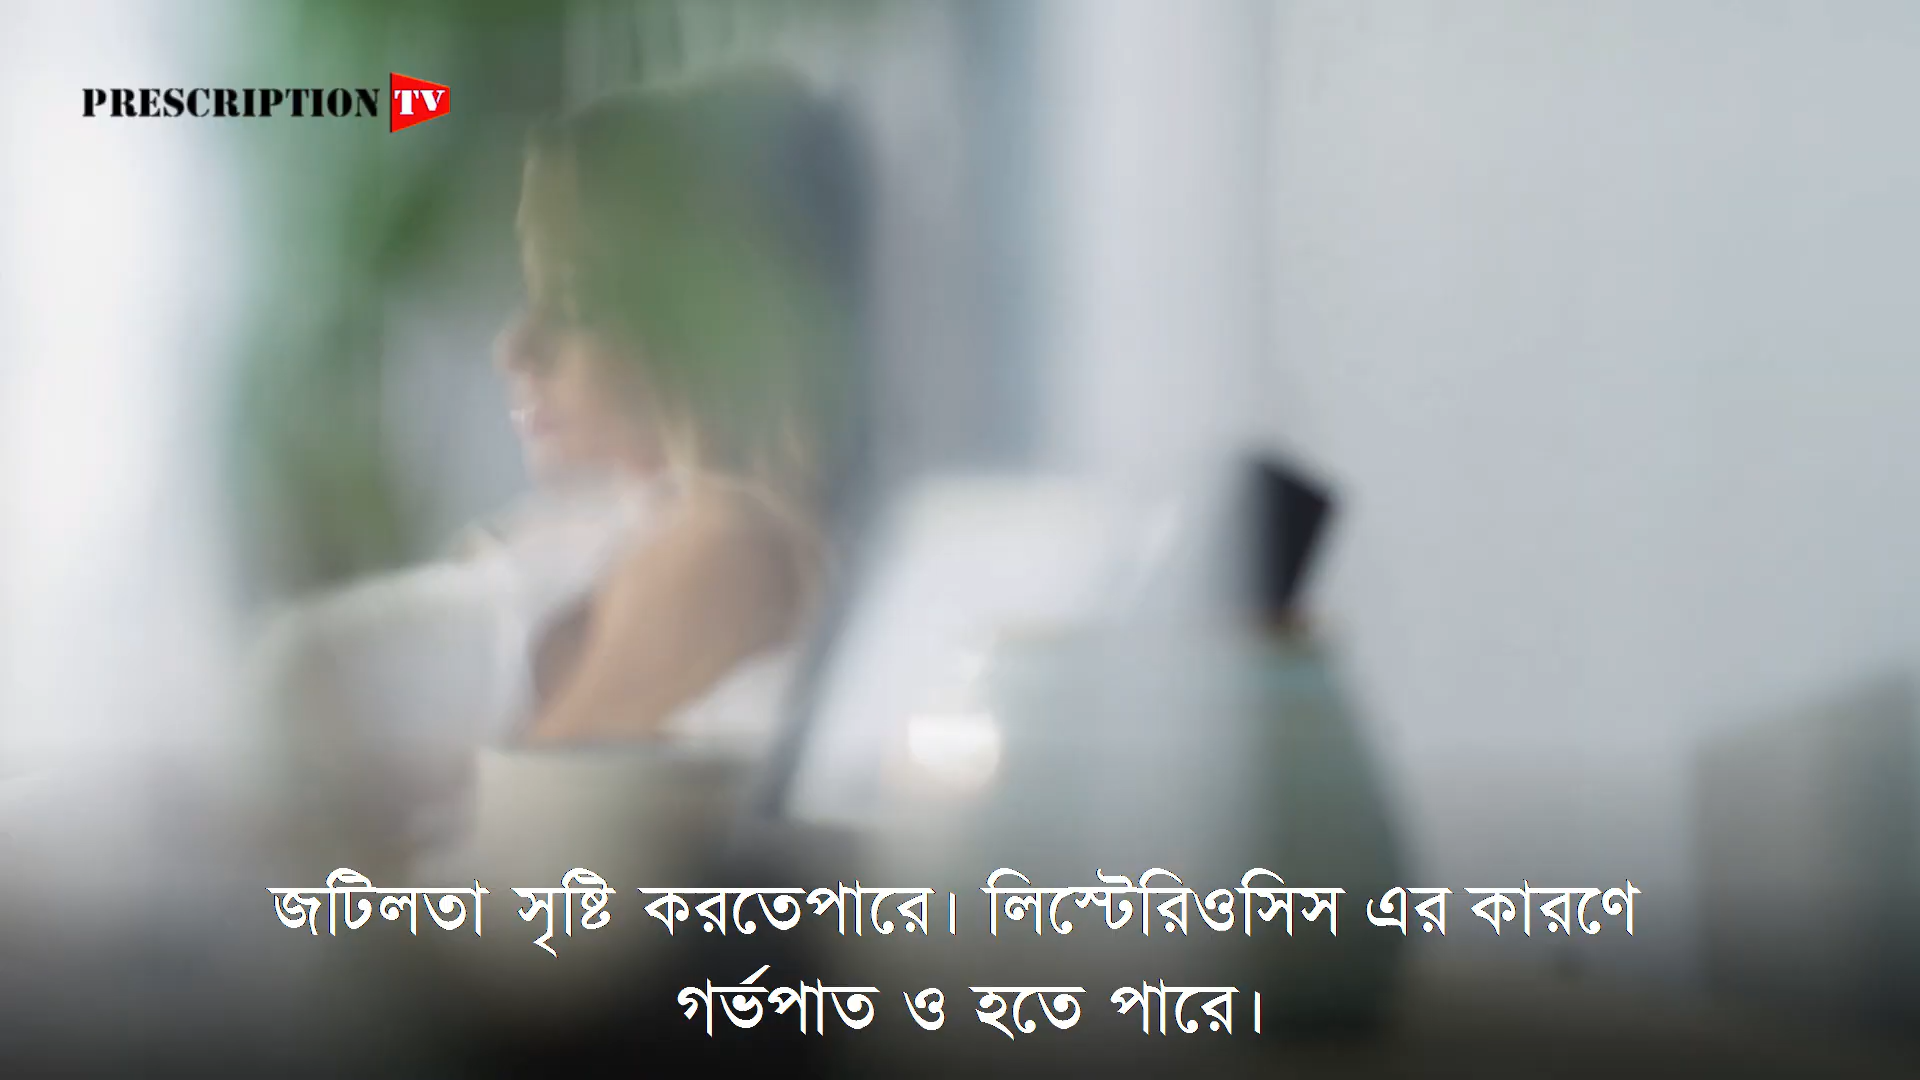 PRESCRIPTION TV
জটিলতা সৃষ্টি করতেপারে। লিস্টেরিওসিস এর কারণে
গর্ভপাত ও হতে পারে।